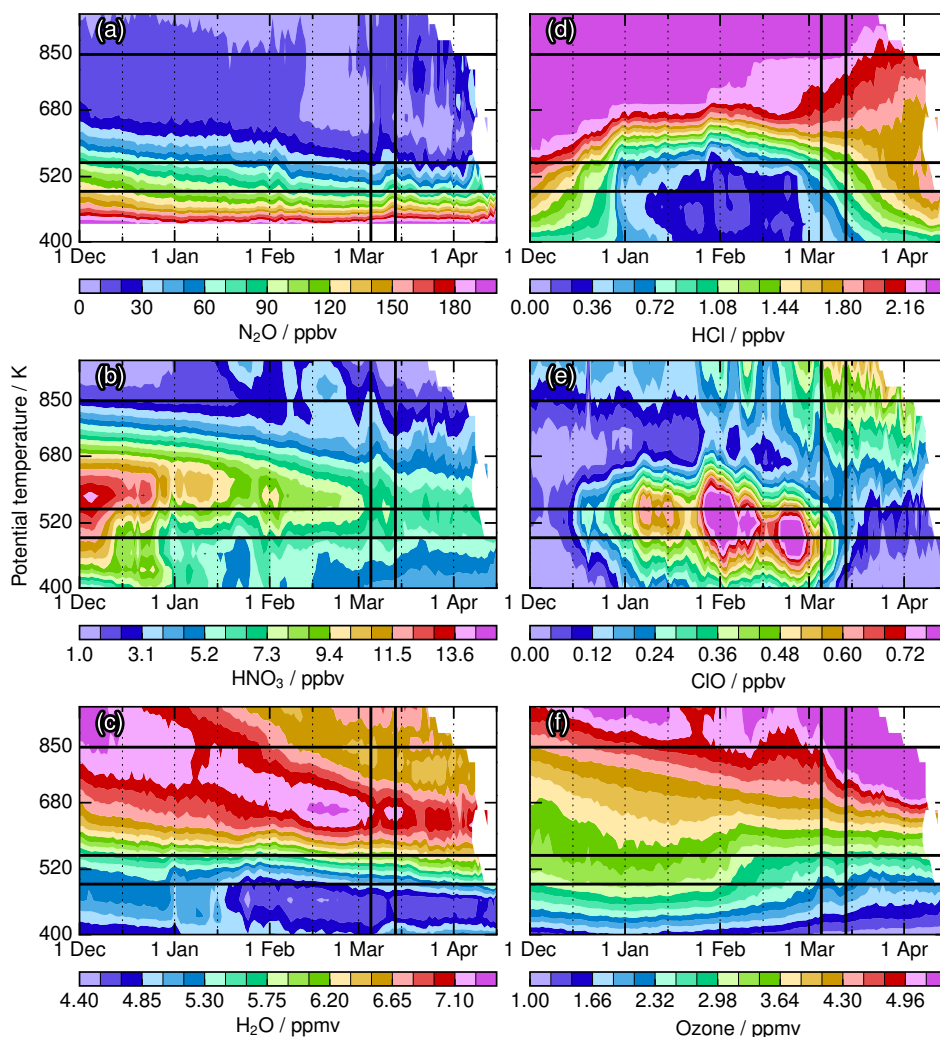 (a)
850
680
520
400
1 Dec 1 Jan 1 Feb 1 Mar 1 Apr
0 30 60 90 120 150 180
N₂O / ppbv
(d)
1 Dec 1 Jan 1 Feb 1 Mar 1 Apr
0.00 0.36 0.72 1.08 1.44 1.80 2.16
HCl / ppbv
Potential temperature / K
(b)
850
680
520
400
1 Dec 1 Jan 1 Feb 1 Mar 1 Apr
1.0 3.1 5.2 7.3 9.4 11.5 13.6
HNO₃ / ppbv
(e)
1 Dec 1 Jan 1 Feb 1 Mar 1 Apr
0.00 0.12 0.24 0.36 0.48 0.60 0.72
ClO / ppbv
(c)
850
680
520
400
1 Dec 1 Jan 1 Feb 1 Mar 1 Apr
4.40 4.85 5.30 5.75 6.20 6.65 7.10
H₂O / ppmv
(f)
1 Dec 1 Jan 1 Feb 1 Mar 1 Apr
1.00 1.66 2.32 2.98 3.64 4.30 4.96
Ozone / ppmv